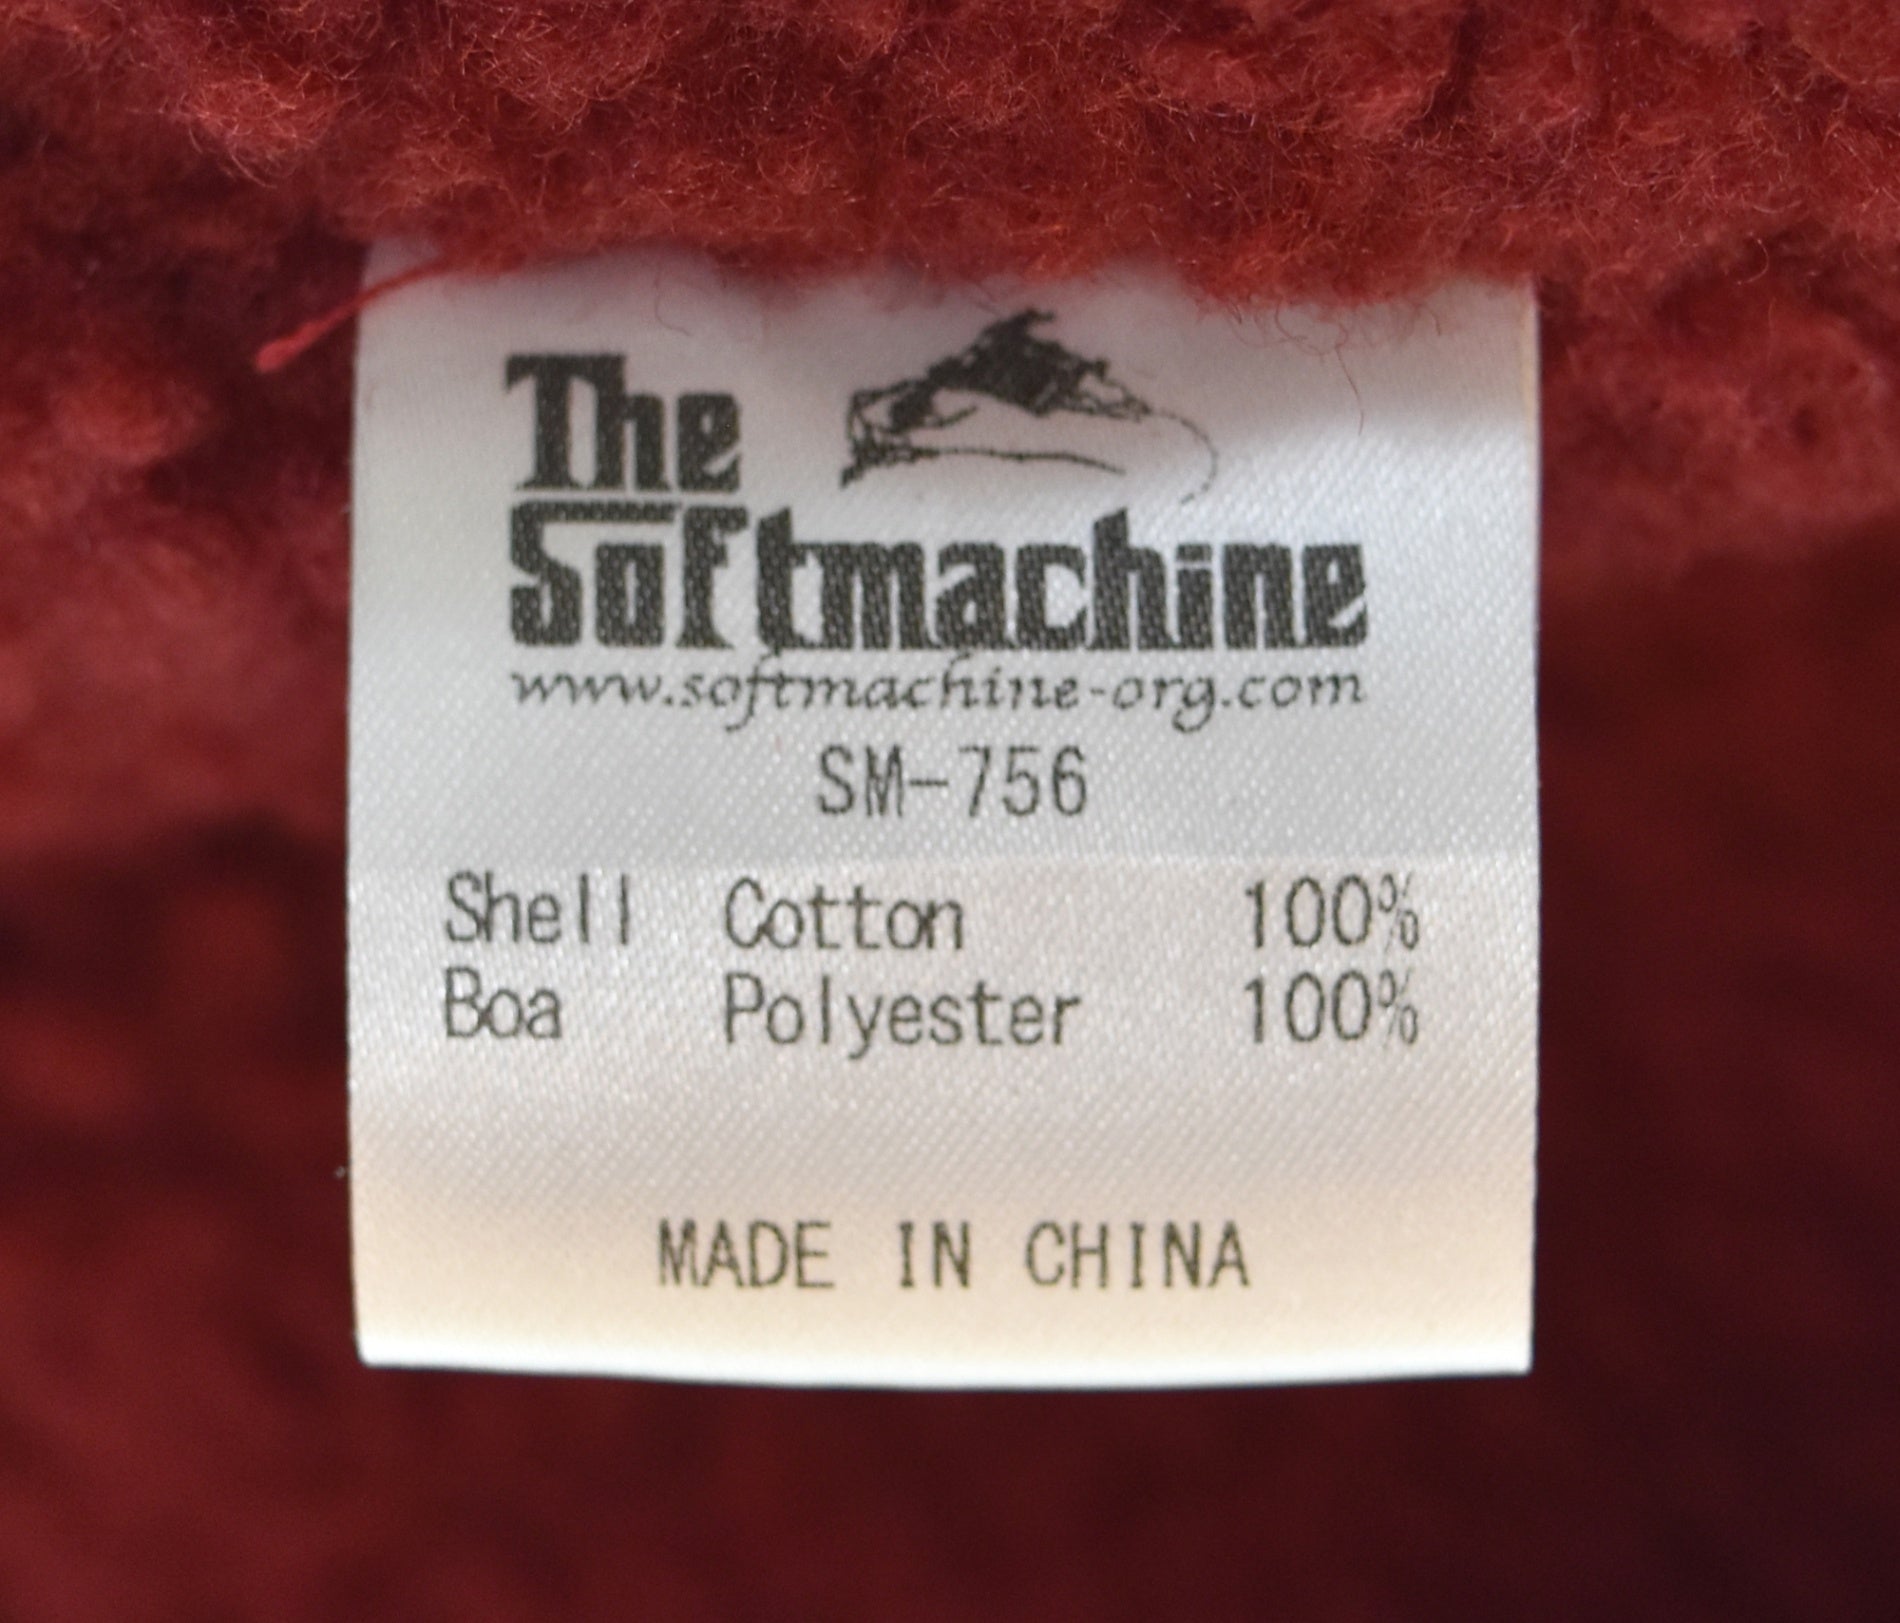 The
Softmachine
www.softmachine-org.com
SM-756
Shell Cotton 100%
Boa Polyester 100%
MADE IN CHINA